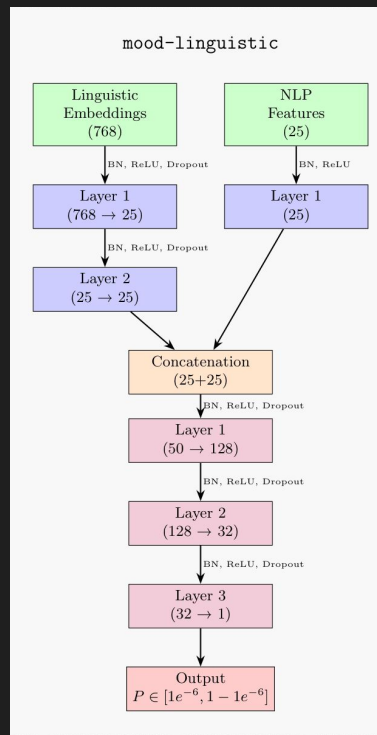 mood-linguistic
Linguistic
Embeddings
(768)
NLP
Features
(25)
BN, ReLU, Dropout
BN, ReLU
Layer 1
(768 → 25)
Layer 1
(25)
BN, ReLU, Dropout
Layer 2
(25 → 25)
Concatenation
(25+25)
BN, ReLU, Dropout
Layer 1
(50 → 128)
BN, ReLU, Dropout
Layer 2
(128 → 32)
BN, ReLU, Dropout
Layer 3
(32 → 1)
Output
P ∈ [1e⁻⁶, 1 − 1e⁻⁶]